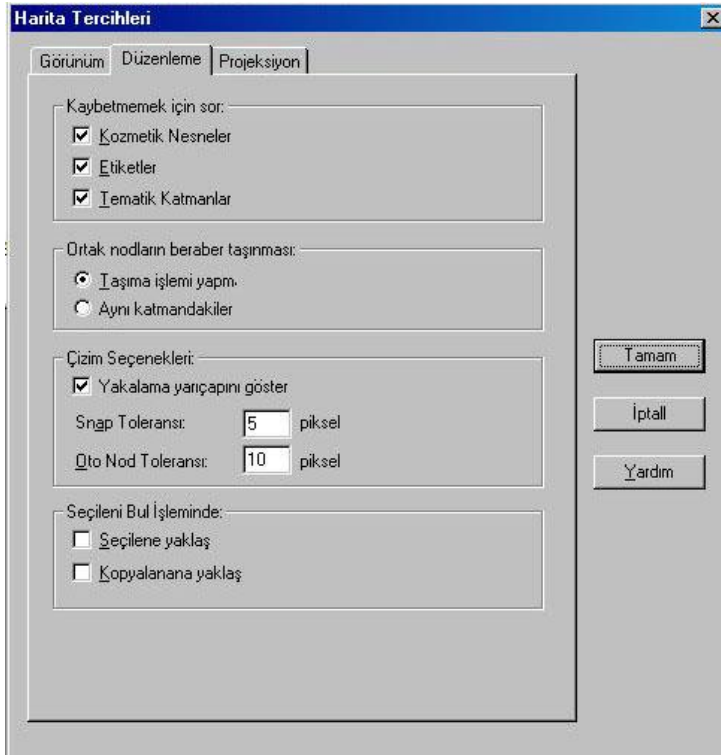 Harita Tercihleri
Görünüm Düzenleme Projeksiyon
Kaybetmemek için sor:
Kozmetik Nesneler
Etiketler
Tematik Katmanlar
Ortak nodların beraber taşınması:
Taşıma işlemi yapm.
Aynı katmandakiler
Çizim Seçenekleri:
Yakalama yarıçapını göster
Snap Toleransı: 5 piksel
Oto Nod Toleransı: 10 piksel
Seçileni Bul İşleminde:
Seçilene yaklaş
Kopyalanana yaklaş
Tamam
İptall
Yardım